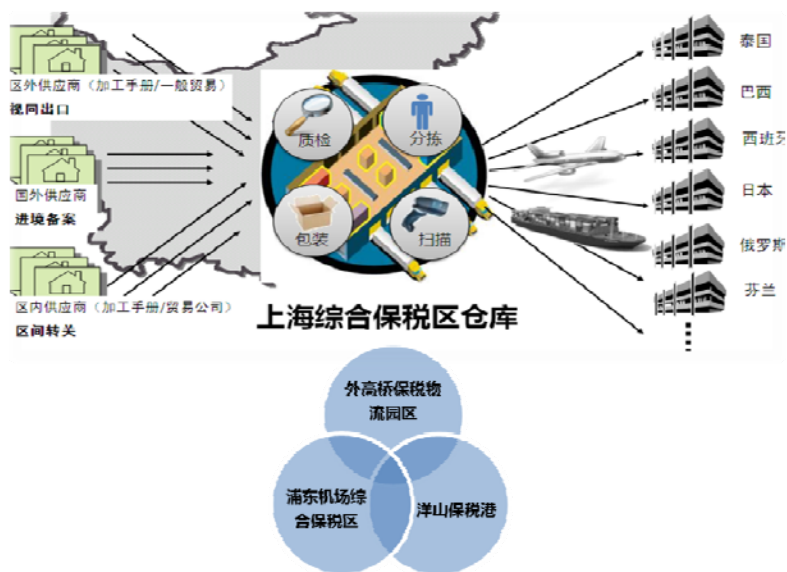 区外供应商（加工手册/一般贸易）
视同出口
国外供应商
进境备案
区内供应商（加工手册/贸易公司）
区间转关
质检
分拣
包装
扫描
上海综合保税区仓库
泰国
巴西
西班牙
日本
俄罗斯
芬兰
外高桥保税物
流园区
浦东机场综
合保税区
洋山保税港